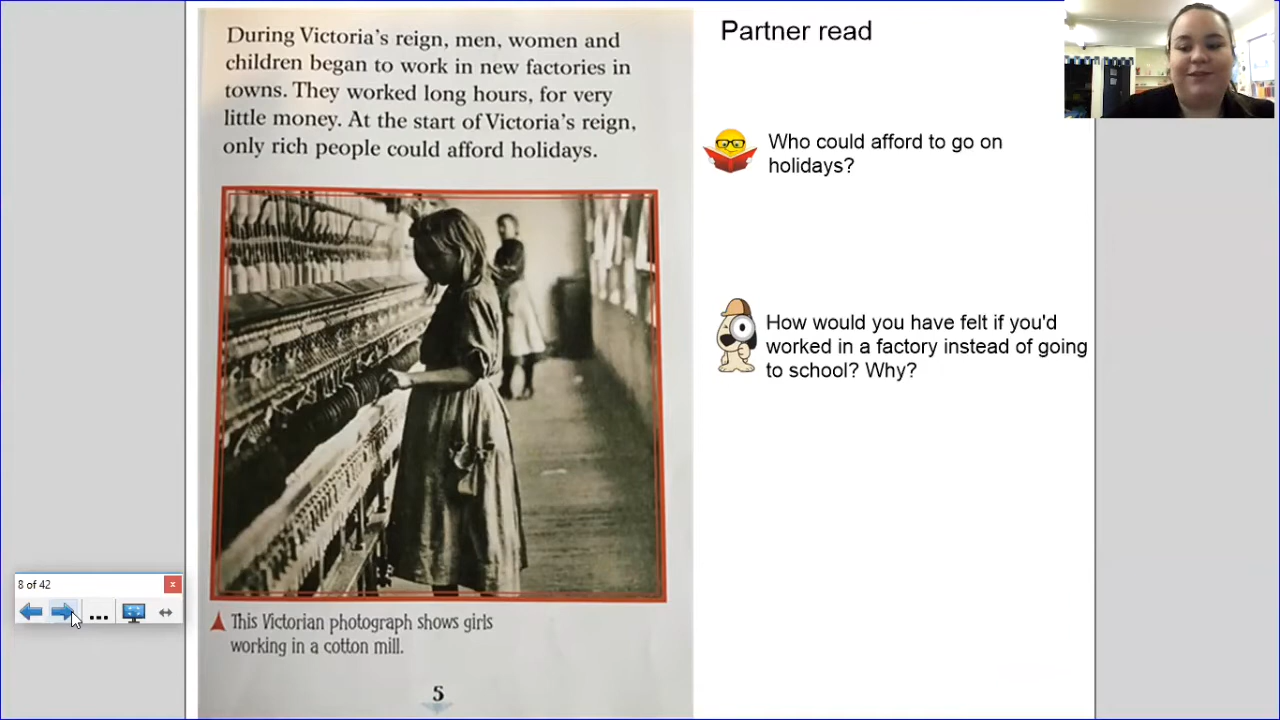 During Victoria's reign, men, women and
children began to work in new factories in
towns. They worked long hours, for very
little money. At the start of Victoria's reign,
only rich people could afford holidays.
This Victorian photograph shows girls
working in a cotton mill.
5
Partner read
Who could afford to go on
holidays?
How would you have felt if you'd
worked in a factory instead of going
to school? Why?
8 of 42